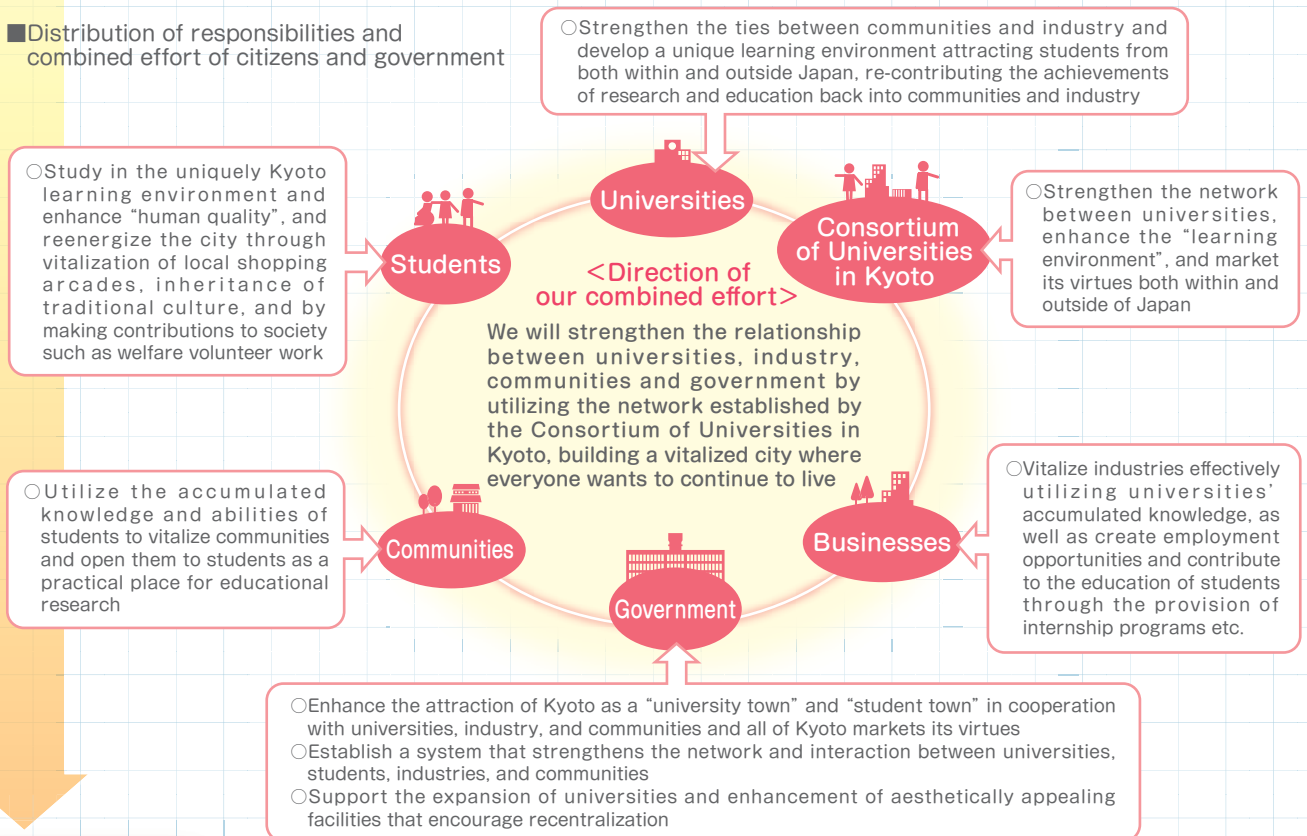 ■Distribution of responsibilities and
combined effort of citizens and government
○Strengthen the ties between communities and industry and
develop a unique learning environment attracting students from
both within and outside Japan, re-contributing the achievements
of research and education back into communities and industry
○Study in the uniquely Kyoto
learning environment and
enhance “human quality”, and
reenergize the city through
vitalization of local shopping
arcades, inheritance of
traditional culture, and by
making contributions to society
such as welfare volunteer work
Students
Universities
Consortium
of Universities
in Kyoto
○Strengthen the network
between universities,
enhance the “learning
environment”, and market
its virtues both within and
outside of Japan
<Direction of
our combined effort>
We will strengthen the relationship
between universities, industry,
communities and government by
utilizing the network established by
the Consortium of Universities in
Kyoto, building a vitalized city where
everyone wants to continue to live
○Utilize the accumulated
knowledge and abilities of
students to vitalize communities
and open them to students as a
practical place for educational
research
Communities
Government
Businesses
○Vitalize industries effectively
utilizing universities’
accumulated knowledge, as
well as create employment
opportunities and contribute
to the education of students
through the provision of
internship programs etc.
○Enhance the attraction of Kyoto as a “university town” and “student town” in cooperation
with universities, industry, and communities and all of Kyoto markets its virtues
○Establish a system that strengthens the network and interaction between universities,
students, industries, and communities
○Support the expansion of universities and enhancement of aesthetically appealing
facilities that encourage recentralization